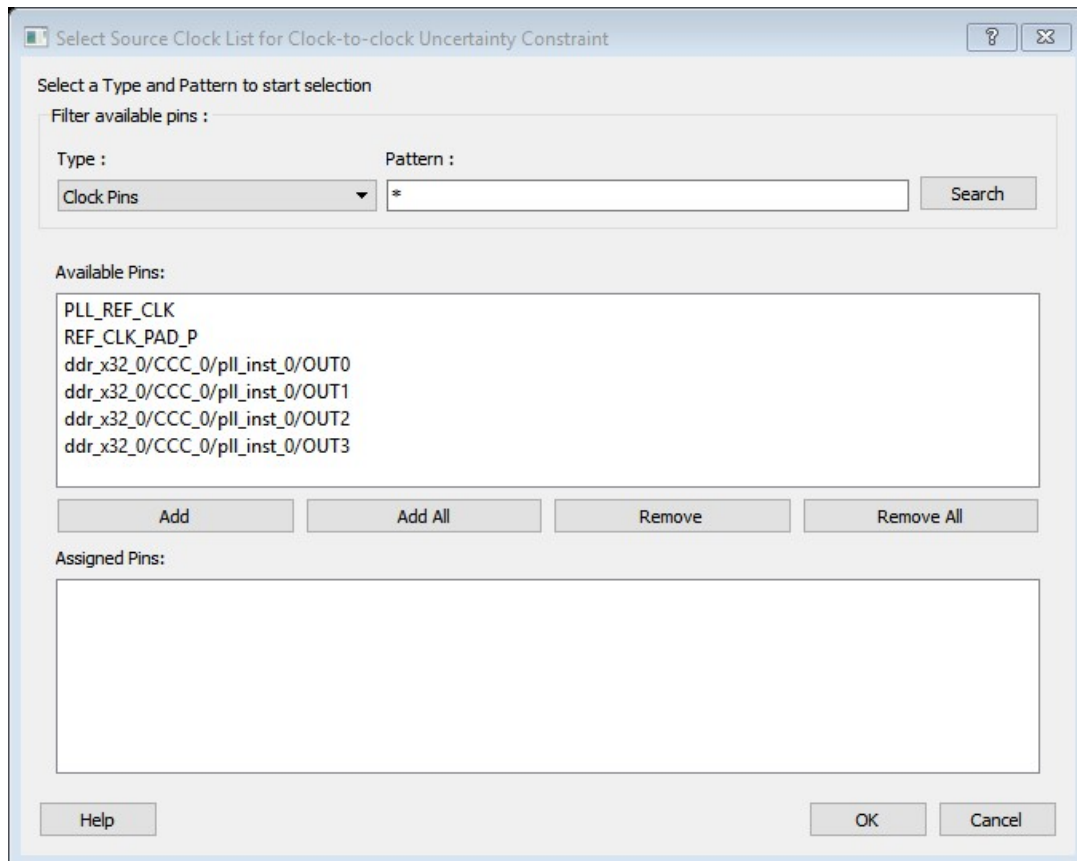 Select Source Clock List for Clock-to-clock Uncertainty Constraint
?
Select a Type and Pattern to start selection
Filter available pins :
Type : Pattern :
Clock Pins * Search
Available Pins:
PLL_REF_CLK
REF_CLK_PAD_P
ddr_x32_0/CCC_0/pll_inst_0/OUT0
ddr_x32_0/CCC_0/pll_inst_0/OUT1
ddr_x32_0/CCC_0/pll_inst_0/OUT2
ddr_x32_0/CCC_0/pll_inst_0/OUT3
Add Add All Remove Remove All
Assigned Pins:
Help OK Cancel